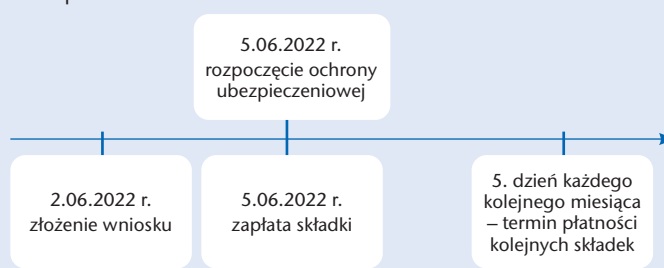 5.06.2022 r.
rozpoczęcie ochrony
ubezpieczeniowej
2.06.2022 r.
złożenie wniosku
5.06.2022 r.
zapłata składki
5. dzień każdego
kolejnego miesiąca
– termin płatności
kolejnych składek